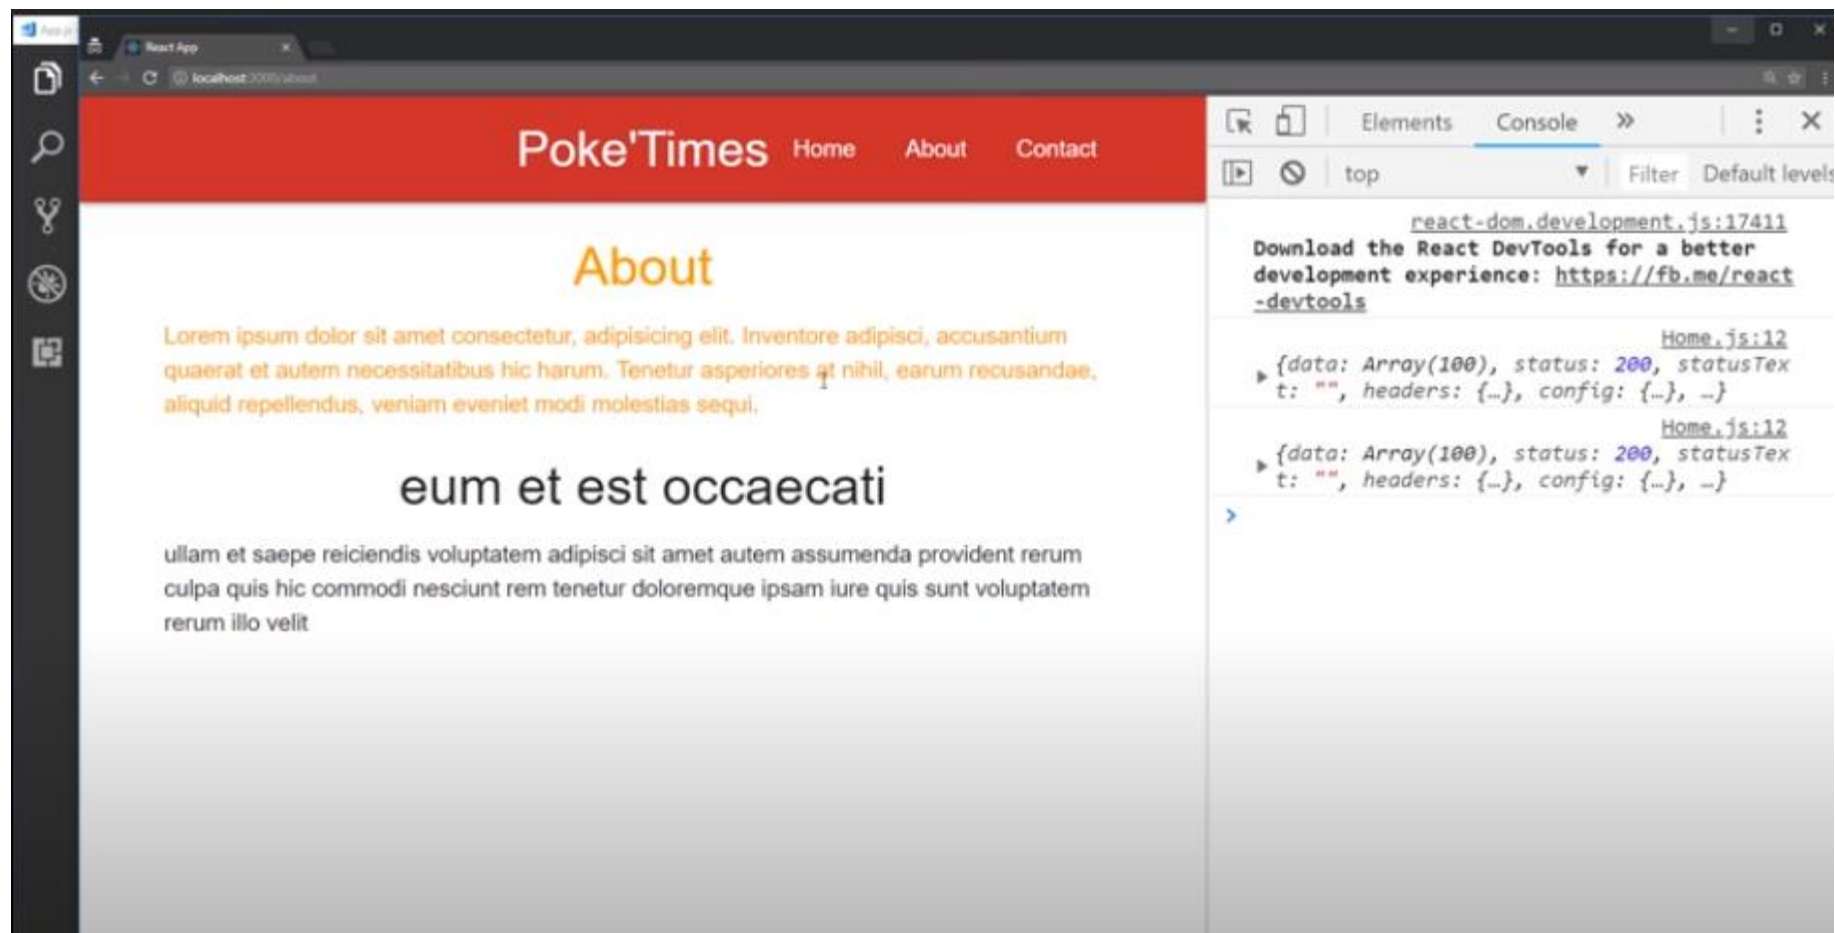 React App
localhost:3000/about
Poke'Times Home About Contact
About
Lorem ipsum dolor sit amet consectetur, adipisicing elit. Inventore adipisci, accusantium
quaerat et autem necessitatibus hic harum. Tenetur asperiores at nihil, earum recusandae,
aliquid repellendus, veniam eveniet modi molestias sequi.
eum et est occaecati
ullam et saepe reiciendis voluptatem adipisci sit amet autem assumenda provident rerum
culpa quis hic commodi nesciunt rem tenetur doloremque ipsam iure quis sunt voluptatem
rerum illo velit
Elements Console
top Filter Default levels
react-dom.development.js:17411
Download the React DevTools for a better
development experience: https://fb.me/react
-devtools
Home.js:12
{data: Array(100), status: 200, statusTex
t: "", headers: {…}, config: {…}, …}
Home.js:12
{data: Array(100), status: 200, statusTex
t: "", headers: {…}, config: {…}, …}